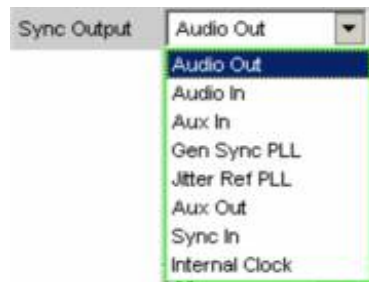 Sync Output Audio Out
Audio Out
Audio In
Aux In
Gen Sync PLL
Jitter Ref PLL
Aux Out
Sync In
Internal Clock